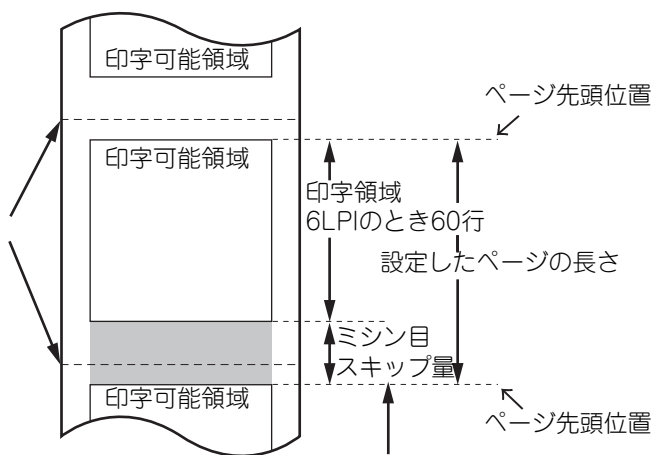 印字可能領域
ページ先頭位置
印字可能領域
印字領域
6LPIのとき60行
設定したページの長さ
ミシン目
スキップ量
印字可能領域
ページ先頭位置